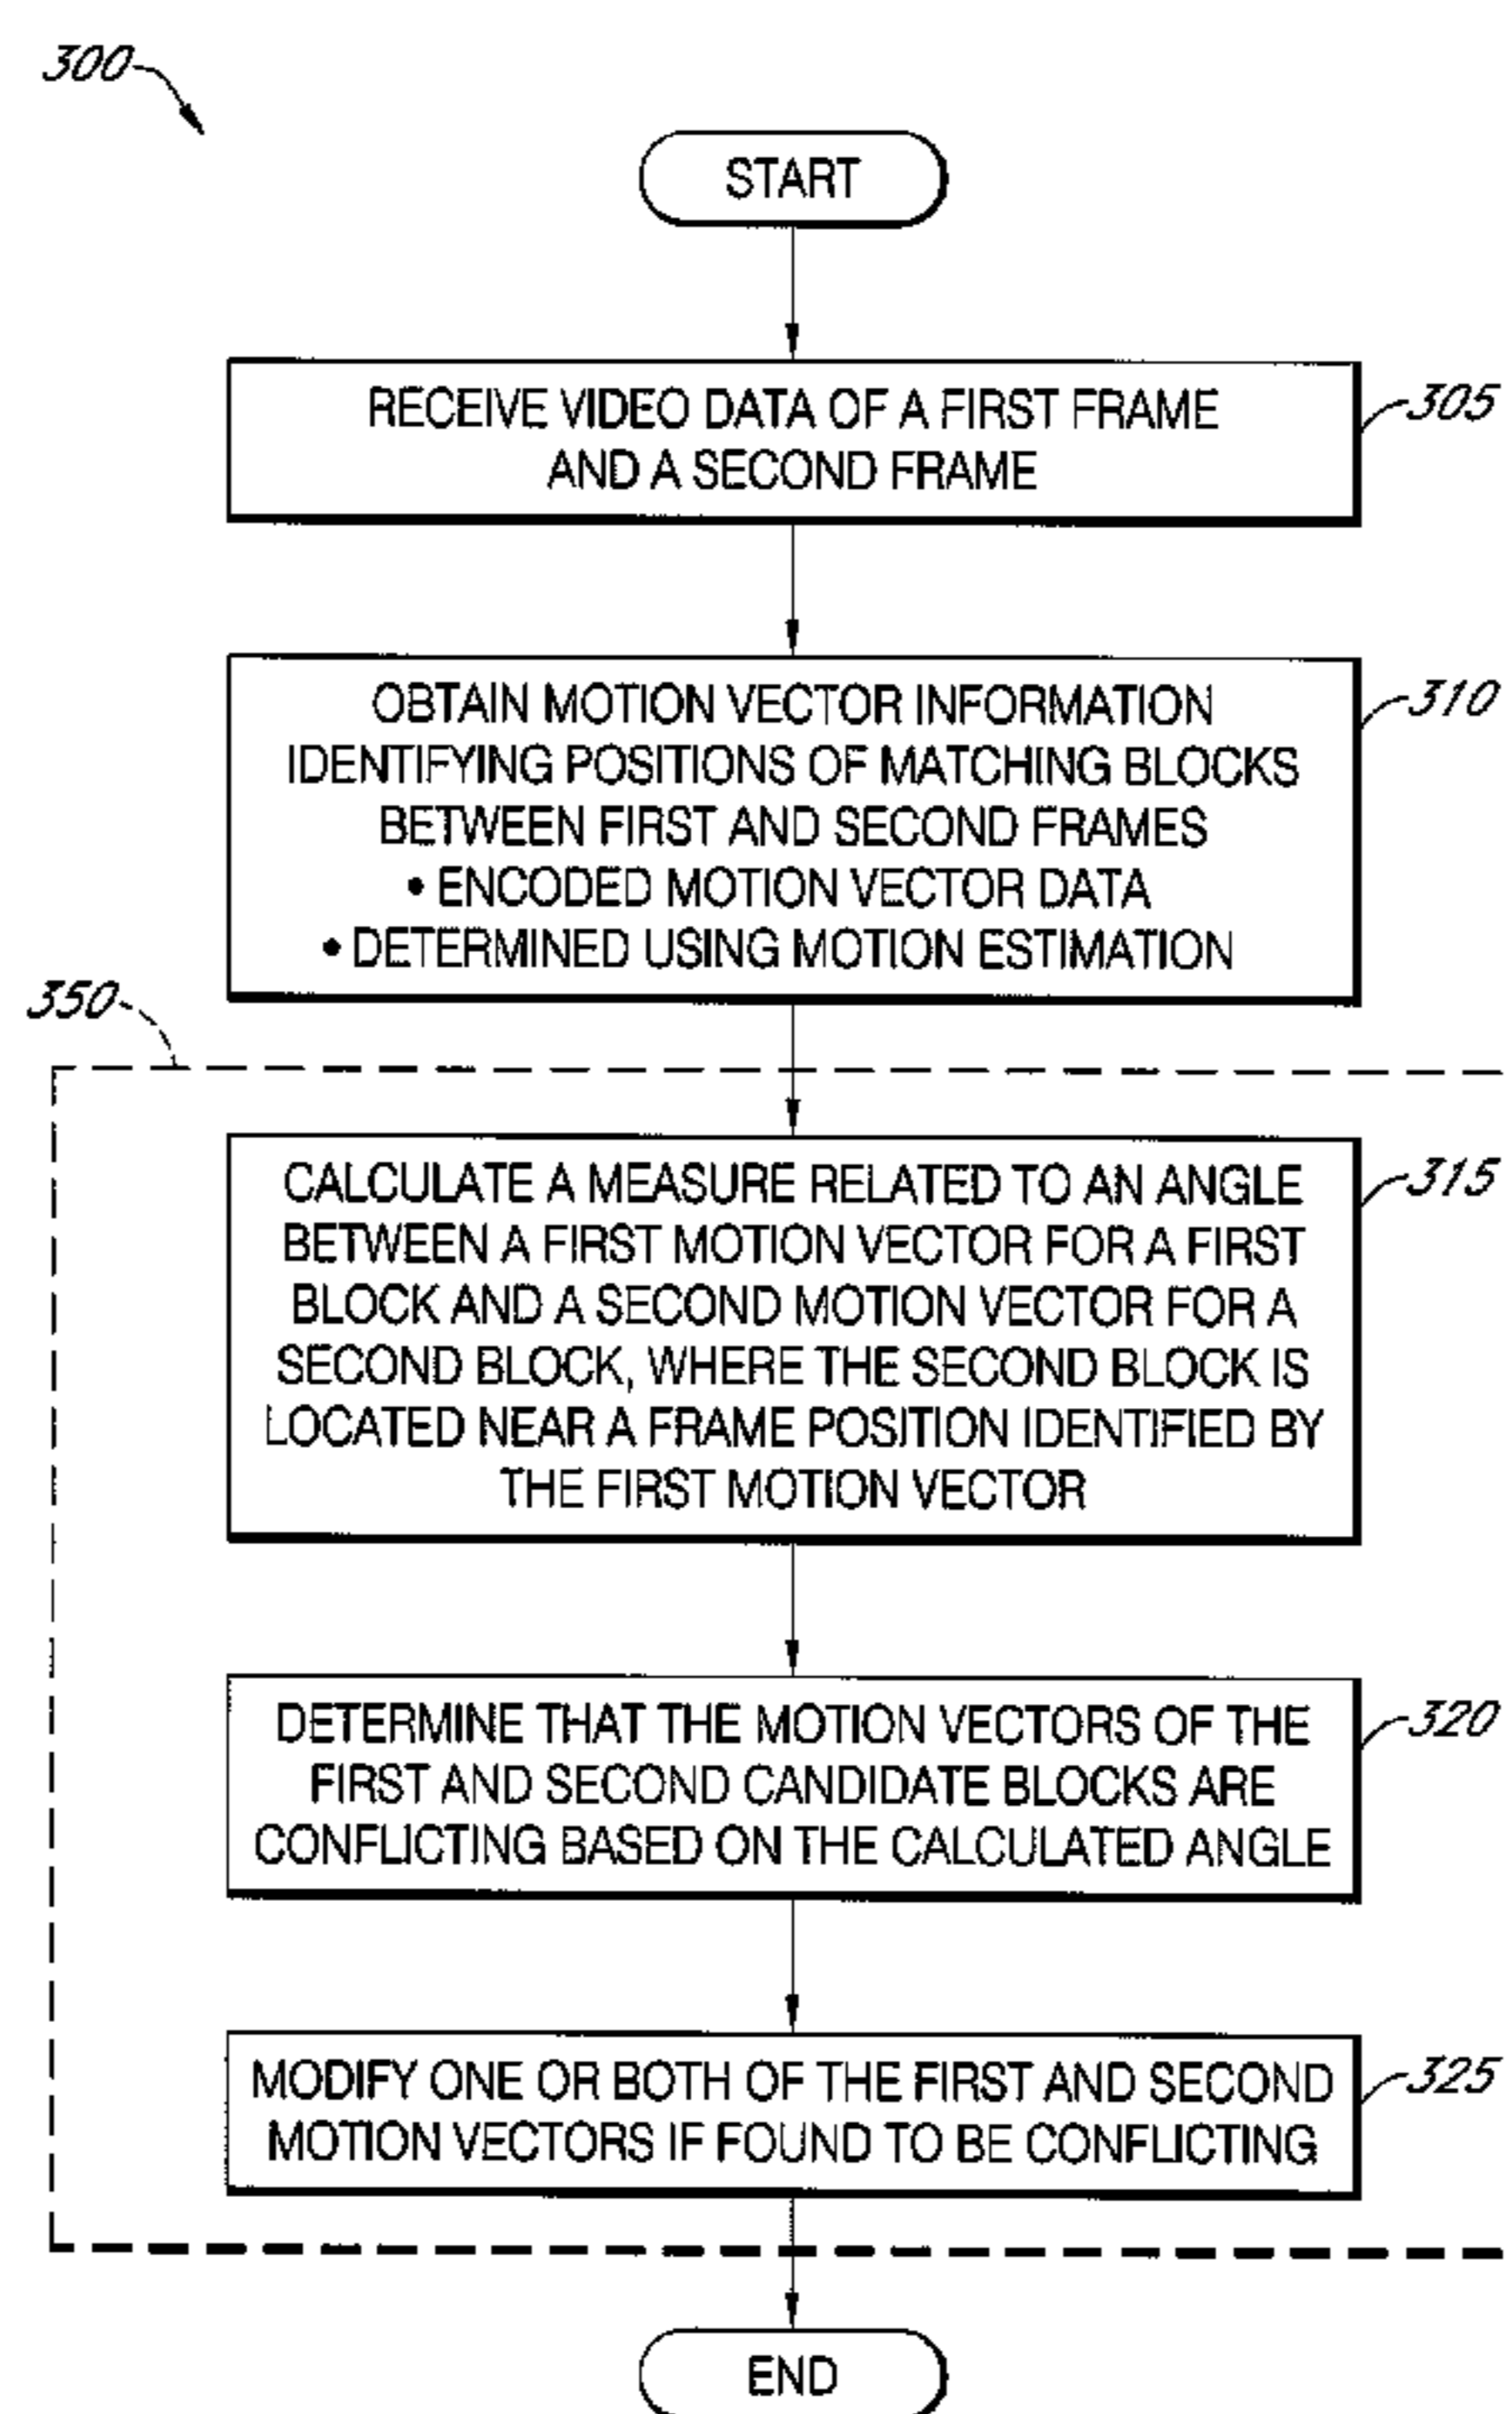 300
START
RECEIVE VIDEO DATA OF A FIRST FRAME
AND A SECOND FRAME
305
OBTAIN MOTION VECTOR INFORMATION
IDENTIFYING POSITIONS OF MATCHING BLOCKS
BETWEEN FIRST AND SECOND FRAMES
• ENCODED MOTION VECTOR DATA
• DETERMINED USING MOTION ESTIMATION
310
350
CALCULATE A MEASURE RELATED TO AN ANGLE
BETWEEN A FIRST MOTION VECTOR FOR A FIRST
BLOCK AND A SECOND MOTION VECTOR FOR A
SECOND BLOCK, WHERE THE SECOND BLOCK IS
LOCATED NEAR A FRAME POSITION IDENTIFIED BY
THE FIRST MOTION VECTOR
315
DETERMINE THAT THE MOTION VECTORS OF THE
FIRST AND SECOND CANDIDATE BLOCKS ARE
CONFLICTING BASED ON THE CALCULATED ANGLE
320
MODIFY ONE OR BOTH OF THE FIRST AND SECOND
MOTION VECTORS IF FOUND TO BE CONFLICTING
325
END